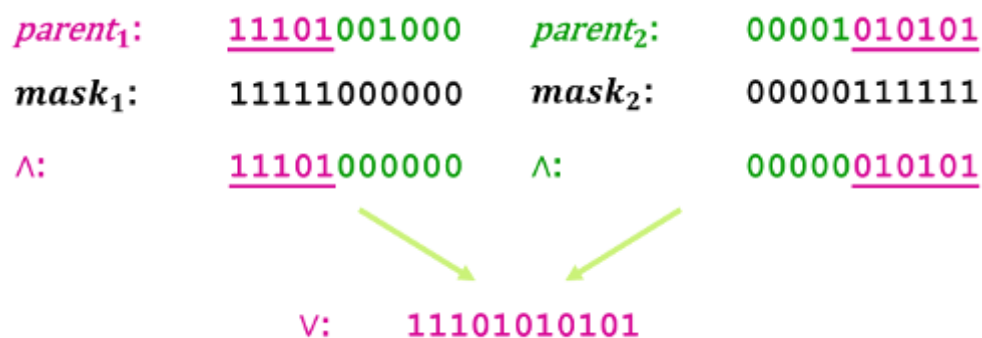 parent₁: 11101001000 parent₂: 00001010101
mask₁: 11111000000 mask₂: 00000111111
∧: 11101000000 ∧: 00000010101
∨: 11101010101